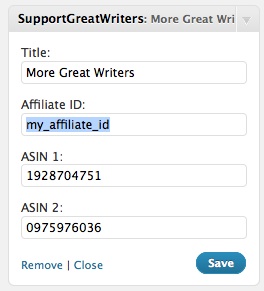 SupportGreatWriters: More Great Wri
Title:
More Great Writers
Affiliate ID:
my_affiliate_id
ASIN 1:
1928704751
ASIN 2:
0975976036
Remove | Close Save